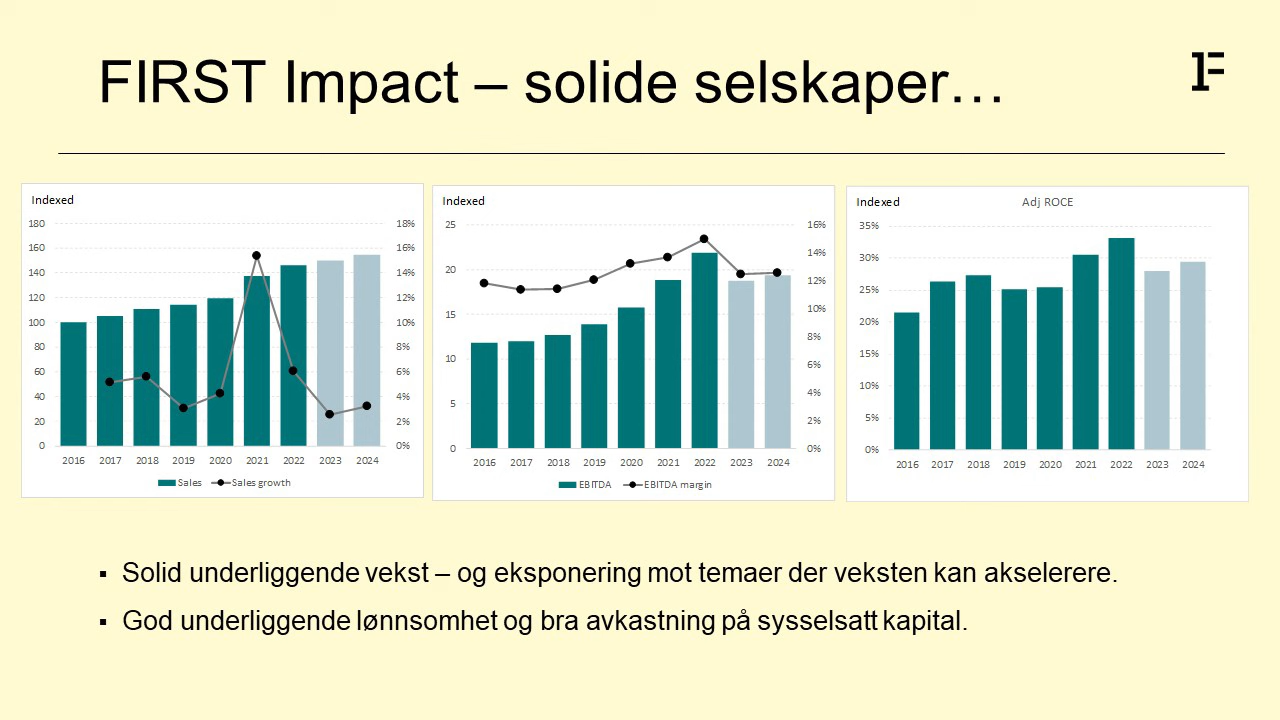 FIRST Impact – solide selskaper…
1F
Indexed
180 18%
160 16%
140 14%
120 12%
100 10%
80 8%
60 6%
40 4%
20 2%
0 0%
2016 2017 2018 2019 2020 2021 2022 2023 2024
Sales Sales growth
Indexed
25 16%
14%
20 12%
15 10%
8%
10 6%
5 4%
2%
0 0%
2016 2017 2018 2019 2020 2021 2022 2023 2024
EBITDA EBITDA margin
Indexed Adj ROCE
35%
30%
25%
20%
15%
10%
5%
0%
2016 2017 2018 2019 2020 2021 2022 2023 2024
▪ Solid underliggende vekst – og eksponering mot temaer der veksten kan akselerere.
▪ God underliggende lønnsomhet og bra avkastning på sysselsatt kapital.